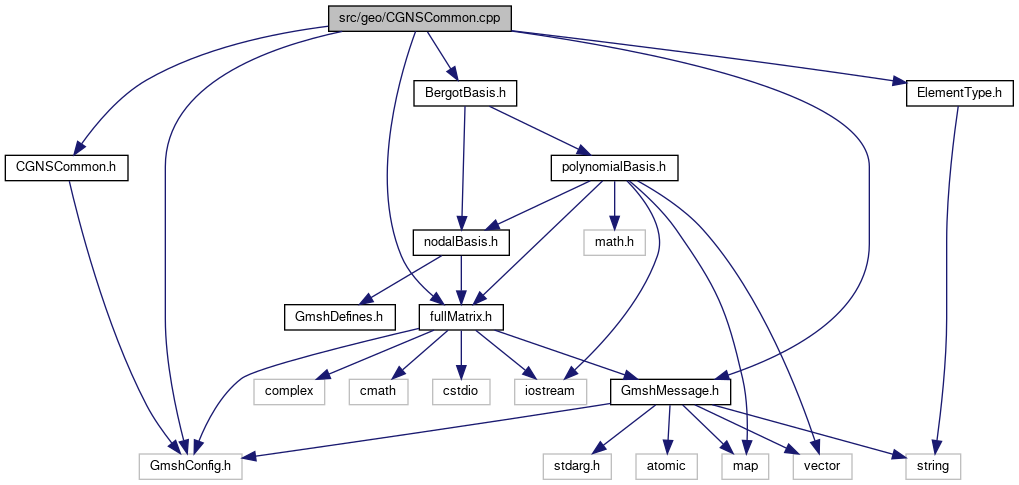 src/geo/CGNSCommon.cpp
BergotBasis.h
ElementType.h
CGNSCommon.h
polynomialBasis.h
nodalBasis.h
math.h
GmshDefines.h
fullMatrix.h
complex
cmath
cstdio
iostream
GmshMessage.h
GmshConfig.h
stdarg.h
atomic
map
vector
string